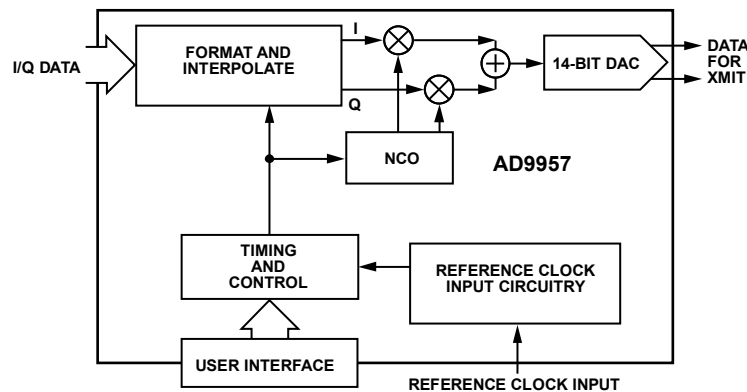 I/Q DATA
FORMAT AND
INTERPOLATE
I
Q
NCO
14-BIT DAC
DATA
FOR
XMIT
AD9957
TIMING
AND
CONTROL
REFERENCE CLOCK
INPUT CIRCUITRY
USER INTERFACE
REFERENCE CLOCK INPUT